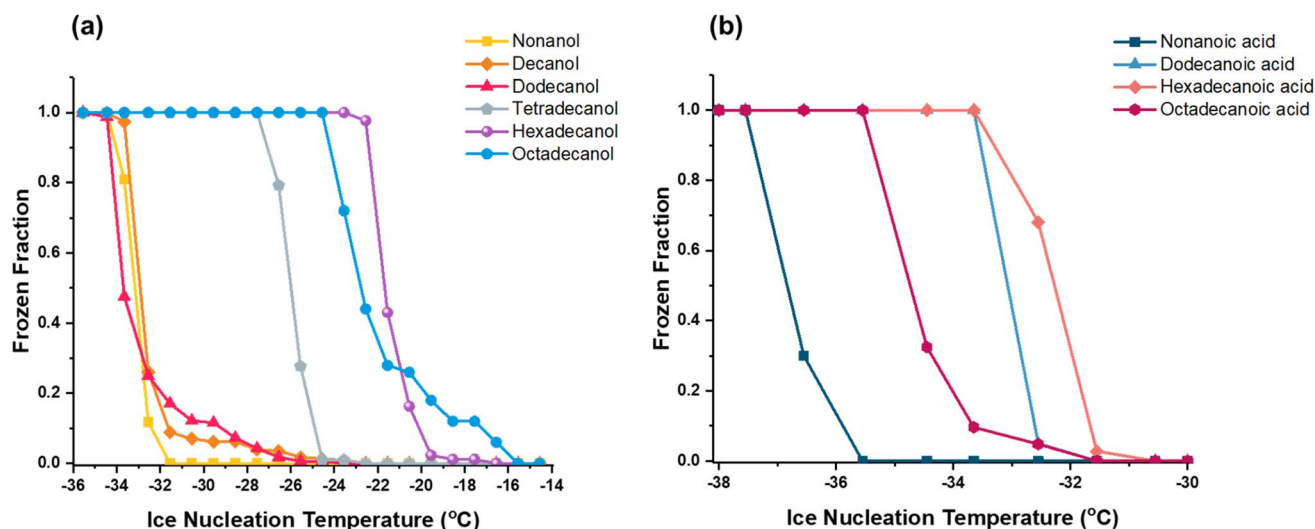 (a)
Nonanol
Decanol
Dodecanol
Tetradecanol
Hexadecanol
Octadecanol
1.0
0.8
0.6
0.4
0.2
0.0
Frozen Fraction
-36 -34 -32 -30 -28 -26 -24 -22 -20 -18 -16 -14
Ice Nucleation Temperature (°C)
(b)
Nonanoic acid
Dodecanoic acid
Hexadecanoic acid
Octadecanoic acid
1.0
0.8
0.6
0.4
0.2
0.0
Frozen Fraction
-38 -36 -34 -32 -30
Ice Nucleation Temperature (°C)